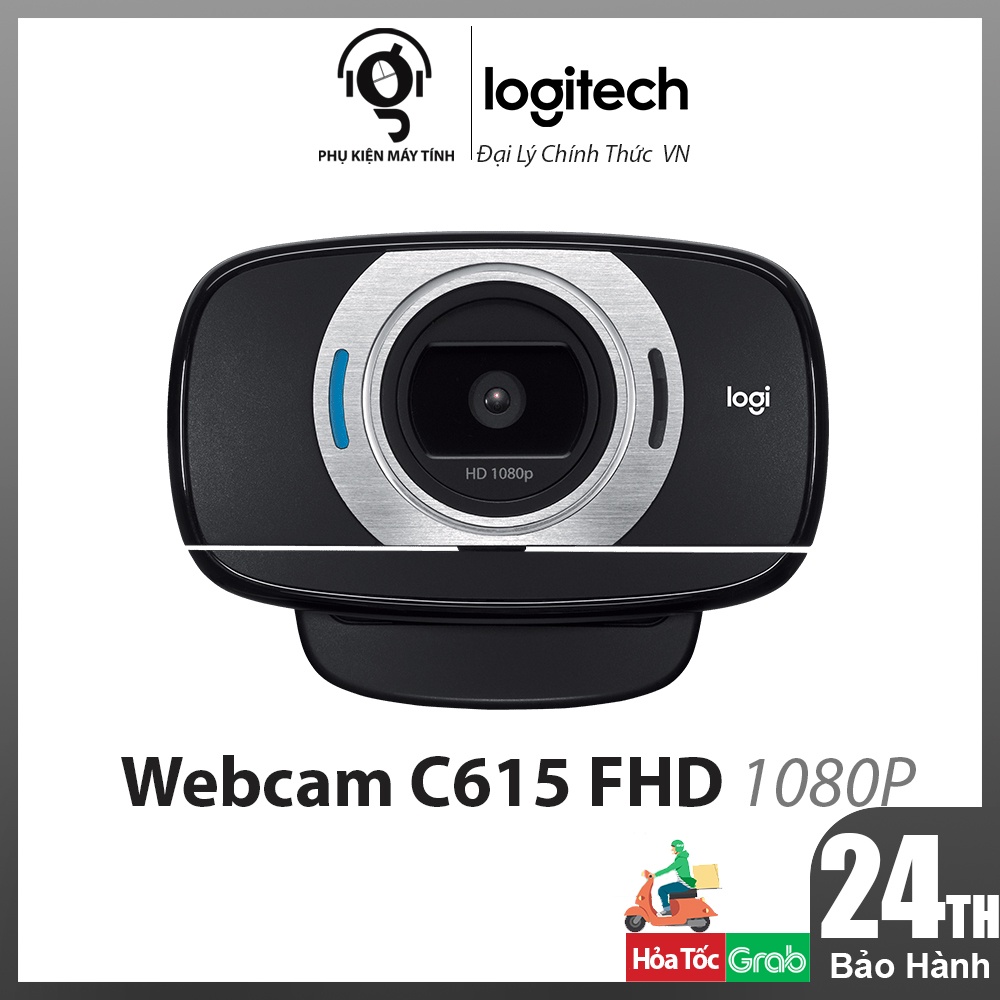 PHỤ KIỆN MÁY TÍNH
logitech
Đại Lý Chính Thức VN
logi
HD 1080p
Webcam C615 FHD 1080P
Hỏa Tốc Grab
24TH
Bảo Hành